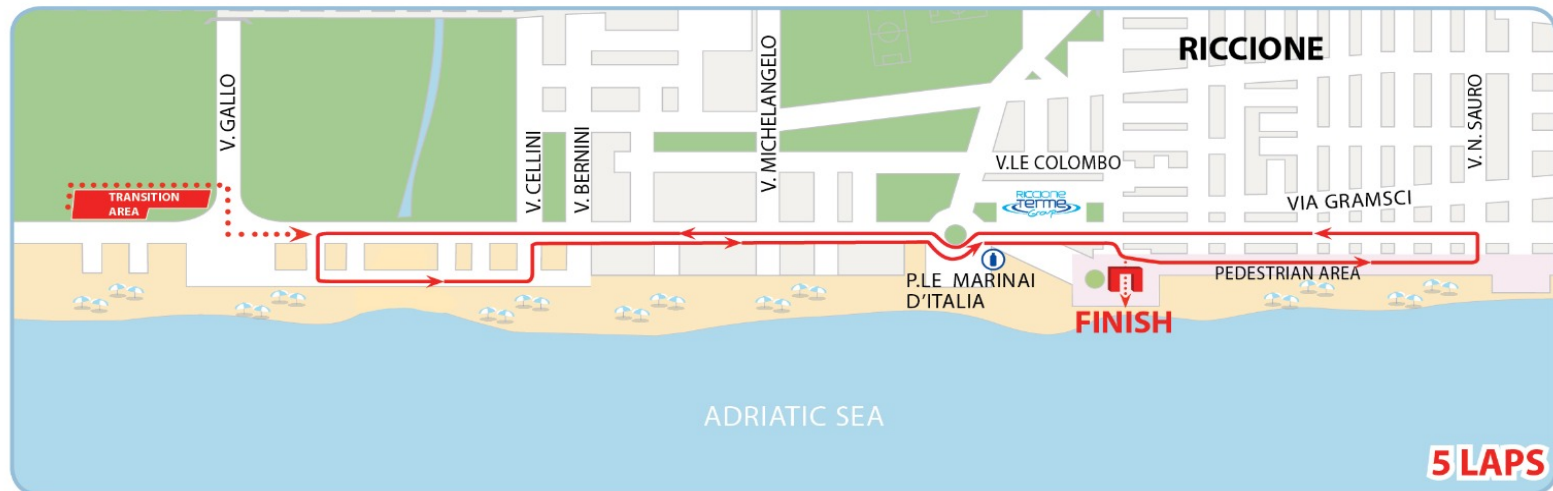 RICCIONE
V. GALLO
V. CELLINI
V. BERNINI
V. MICHELANGELO
V.LE COLOMBO
V. N. SAURO
TRANSITION
AREA
RICCIONE
Terme
Group
VIA GRAMSCI
P.LE MARINAI
D'ITALIA
PEDESTRIAN AREA
FINISH
ADRIATIC SEA
5 LAPS